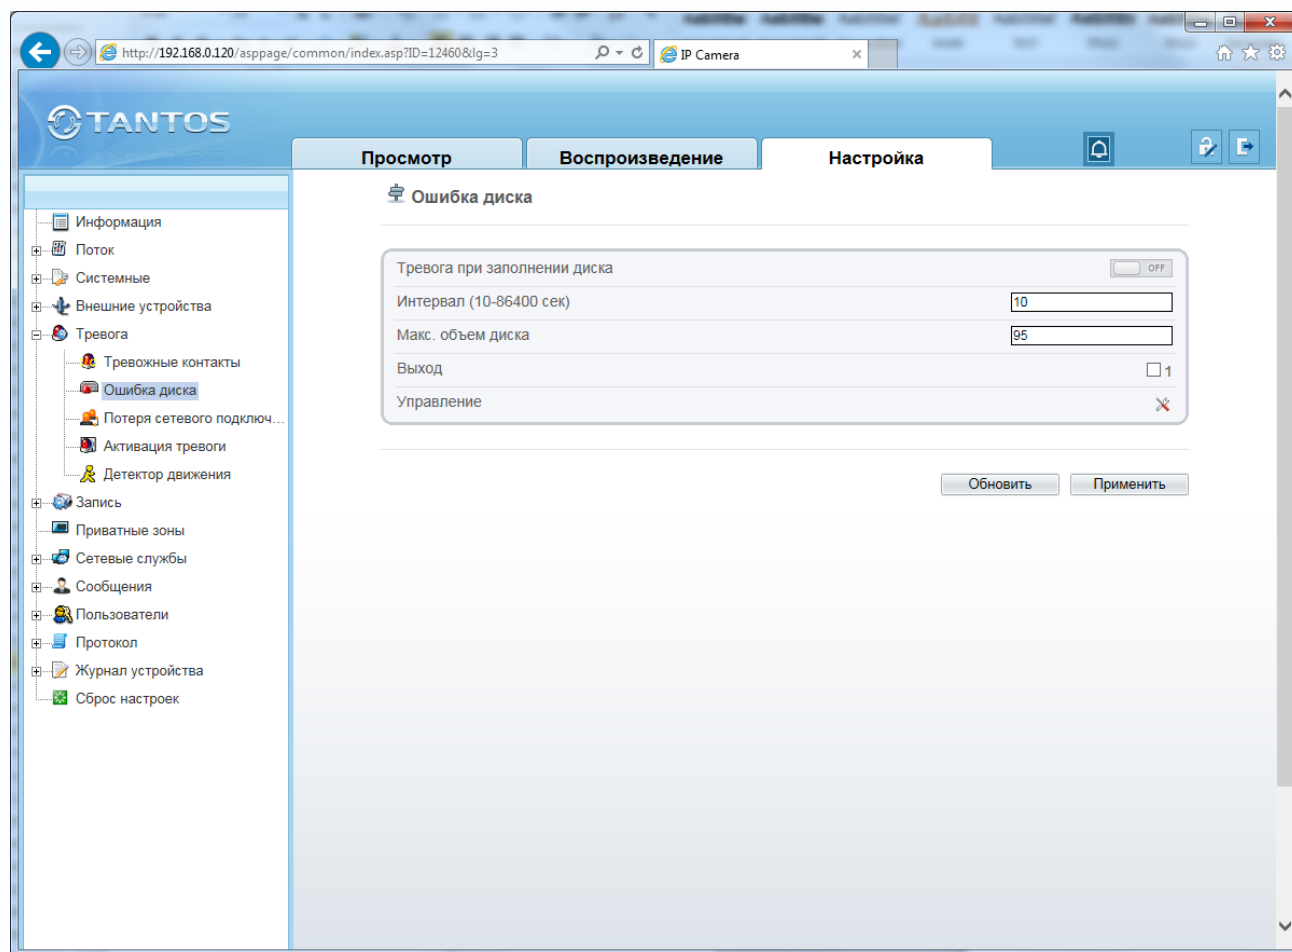 http://192.168.0.120/asppage/common/index.asp?ID=12460&lg=3
IP Camera
TANTOS
Просмотр
Воспроизведение
Настройка
Ошибка диска
Информация
Поток
Системные
Внешние устройства
Тревога
Тревожные контакты
Ошибка диска
Потеря сетевого подключ...
Активация тревоги
Детектор движения
Запись
Приватные зоны
Сетевые службы
Сообщения
Пользователи
Протокол
Журнал устройства
Сброс настроек
Тревога при заполнении диска OFF
Интервал (10-86400 сек) 10
Макс. объем диска 95
Выход 1
Управление
Обновить Применить